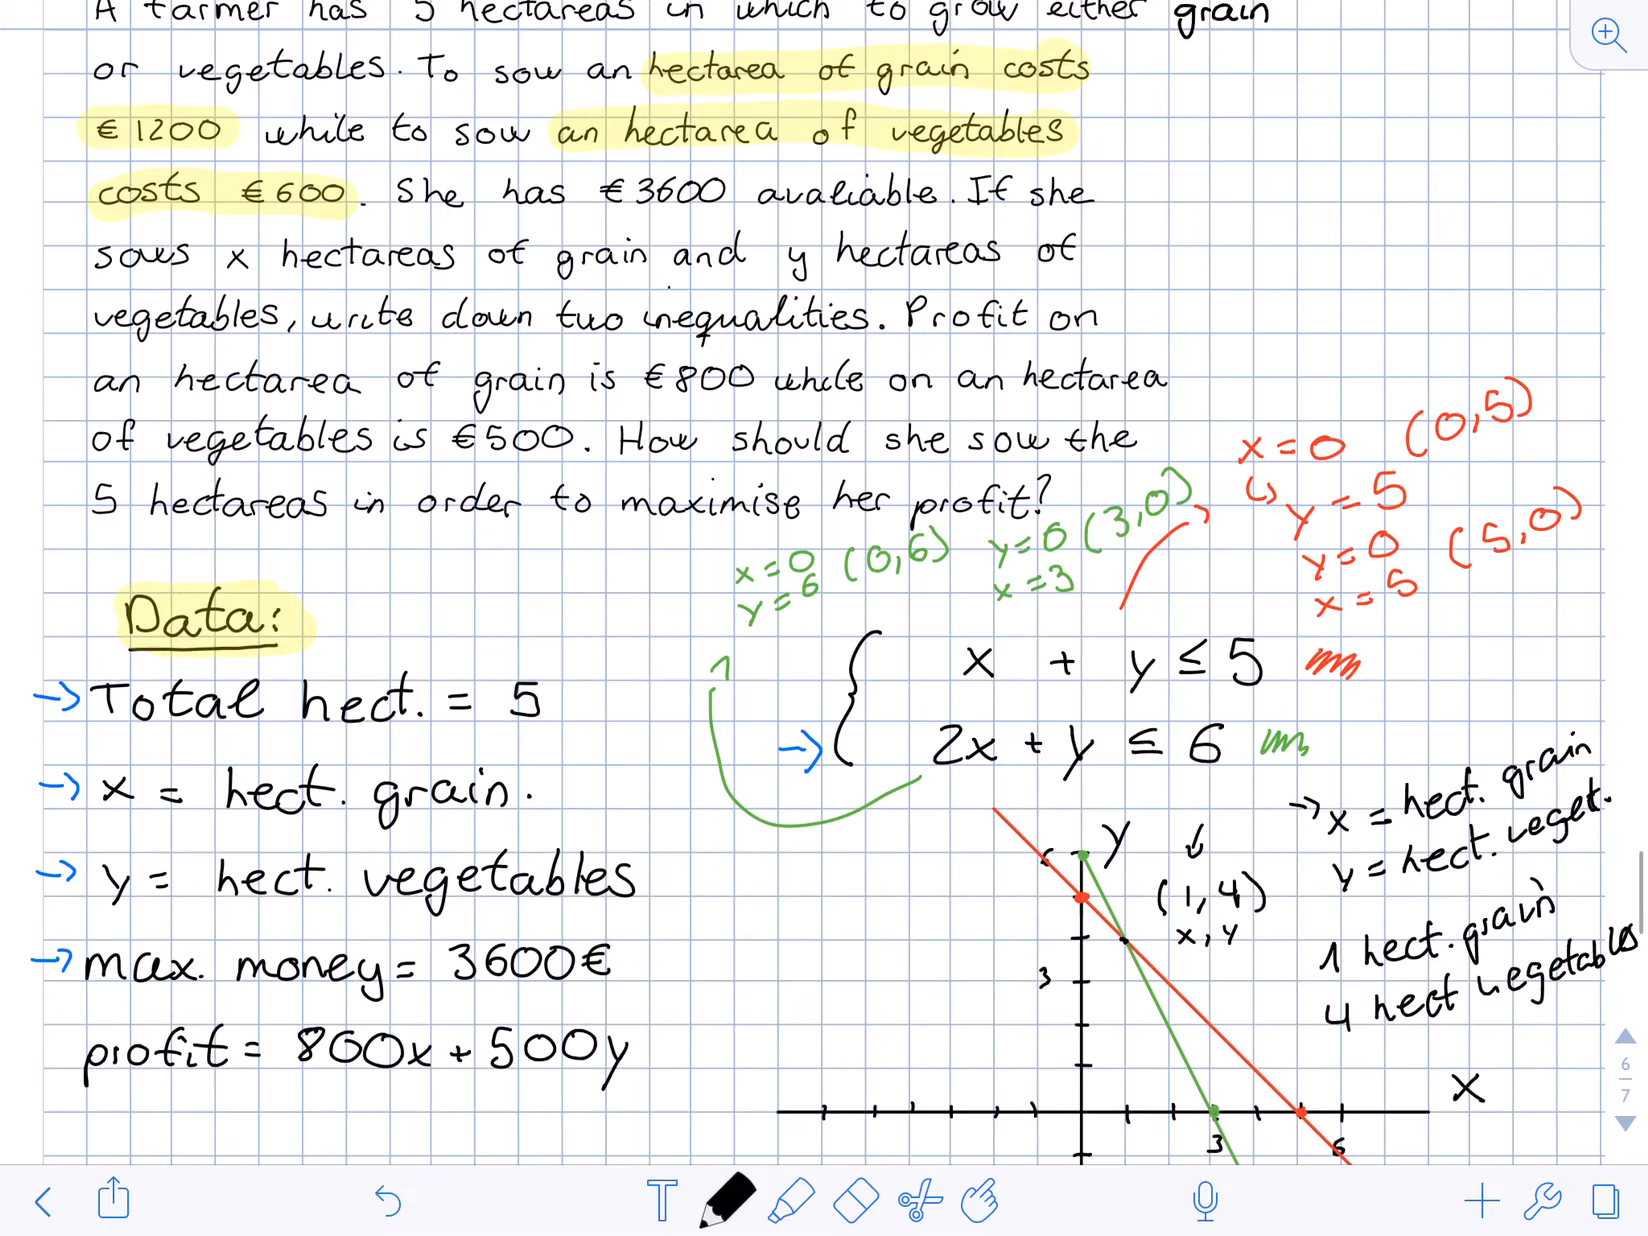 A farmer has 5 hectareas in which to grow either grain
or vegetables. To sow an hectarea of grain costs
€1200 while to sow an hectarea of vegetables
costs €600. She has €3600 avaliable. If she
sows x hectareas of grain and y hectareas of
vegetables, write down two inequalities. Profit on
an hectarea of grain is €800 while on an hectarea
of vegetables is €500. How should she sow the
5 hectareas in order to maximise her profit?
x=0 (0,5)
↳ y=5
y=0 (5,0)
x=5
x=0 (0,6) y=0 (3,0)
y=6 x=3
Data:
x + y ≤ 5
→ Total hect. = 5
→ 2x + y ≤ 6
→ x = hect. grain.
→ x = hect. grain
y = hect. veget.
→ y = hect. vegetables
y
(1,4)
x, y
1 hect. grain
4 hect vegetables
→ max. money = 3600€
3
profit = 800x + 500y
x
3 6
6
7
T